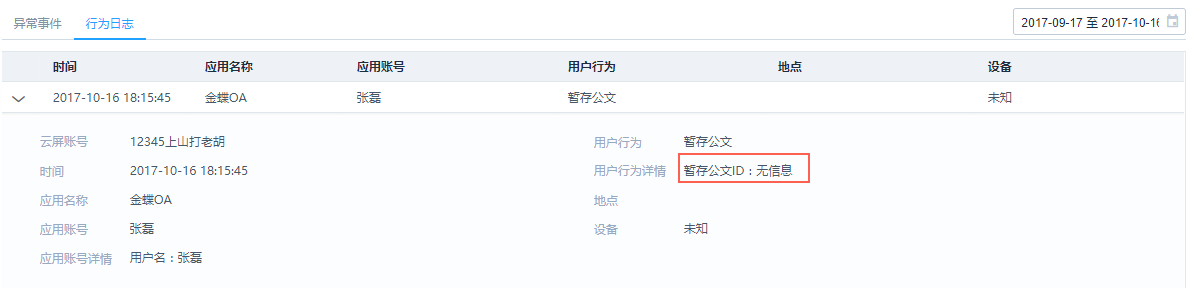 异常事件 行为日志 2017-09-17 至 2017-10-16
时间 应用名称 应用账号 用户行为 地点 设备
2017-10-16 18:15:45 金蝶OA 张磊 暂存公文 未知
云屏账号 12345上山打老胡 用户行为 暂存公文
时间 2017-10-16 18:15:45 用户行为详情 暂存公文ID：无信息
应用名称 金蝶OA 地点
应用账号 张磊 设备 未知
应用账号详情 用户名：张磊